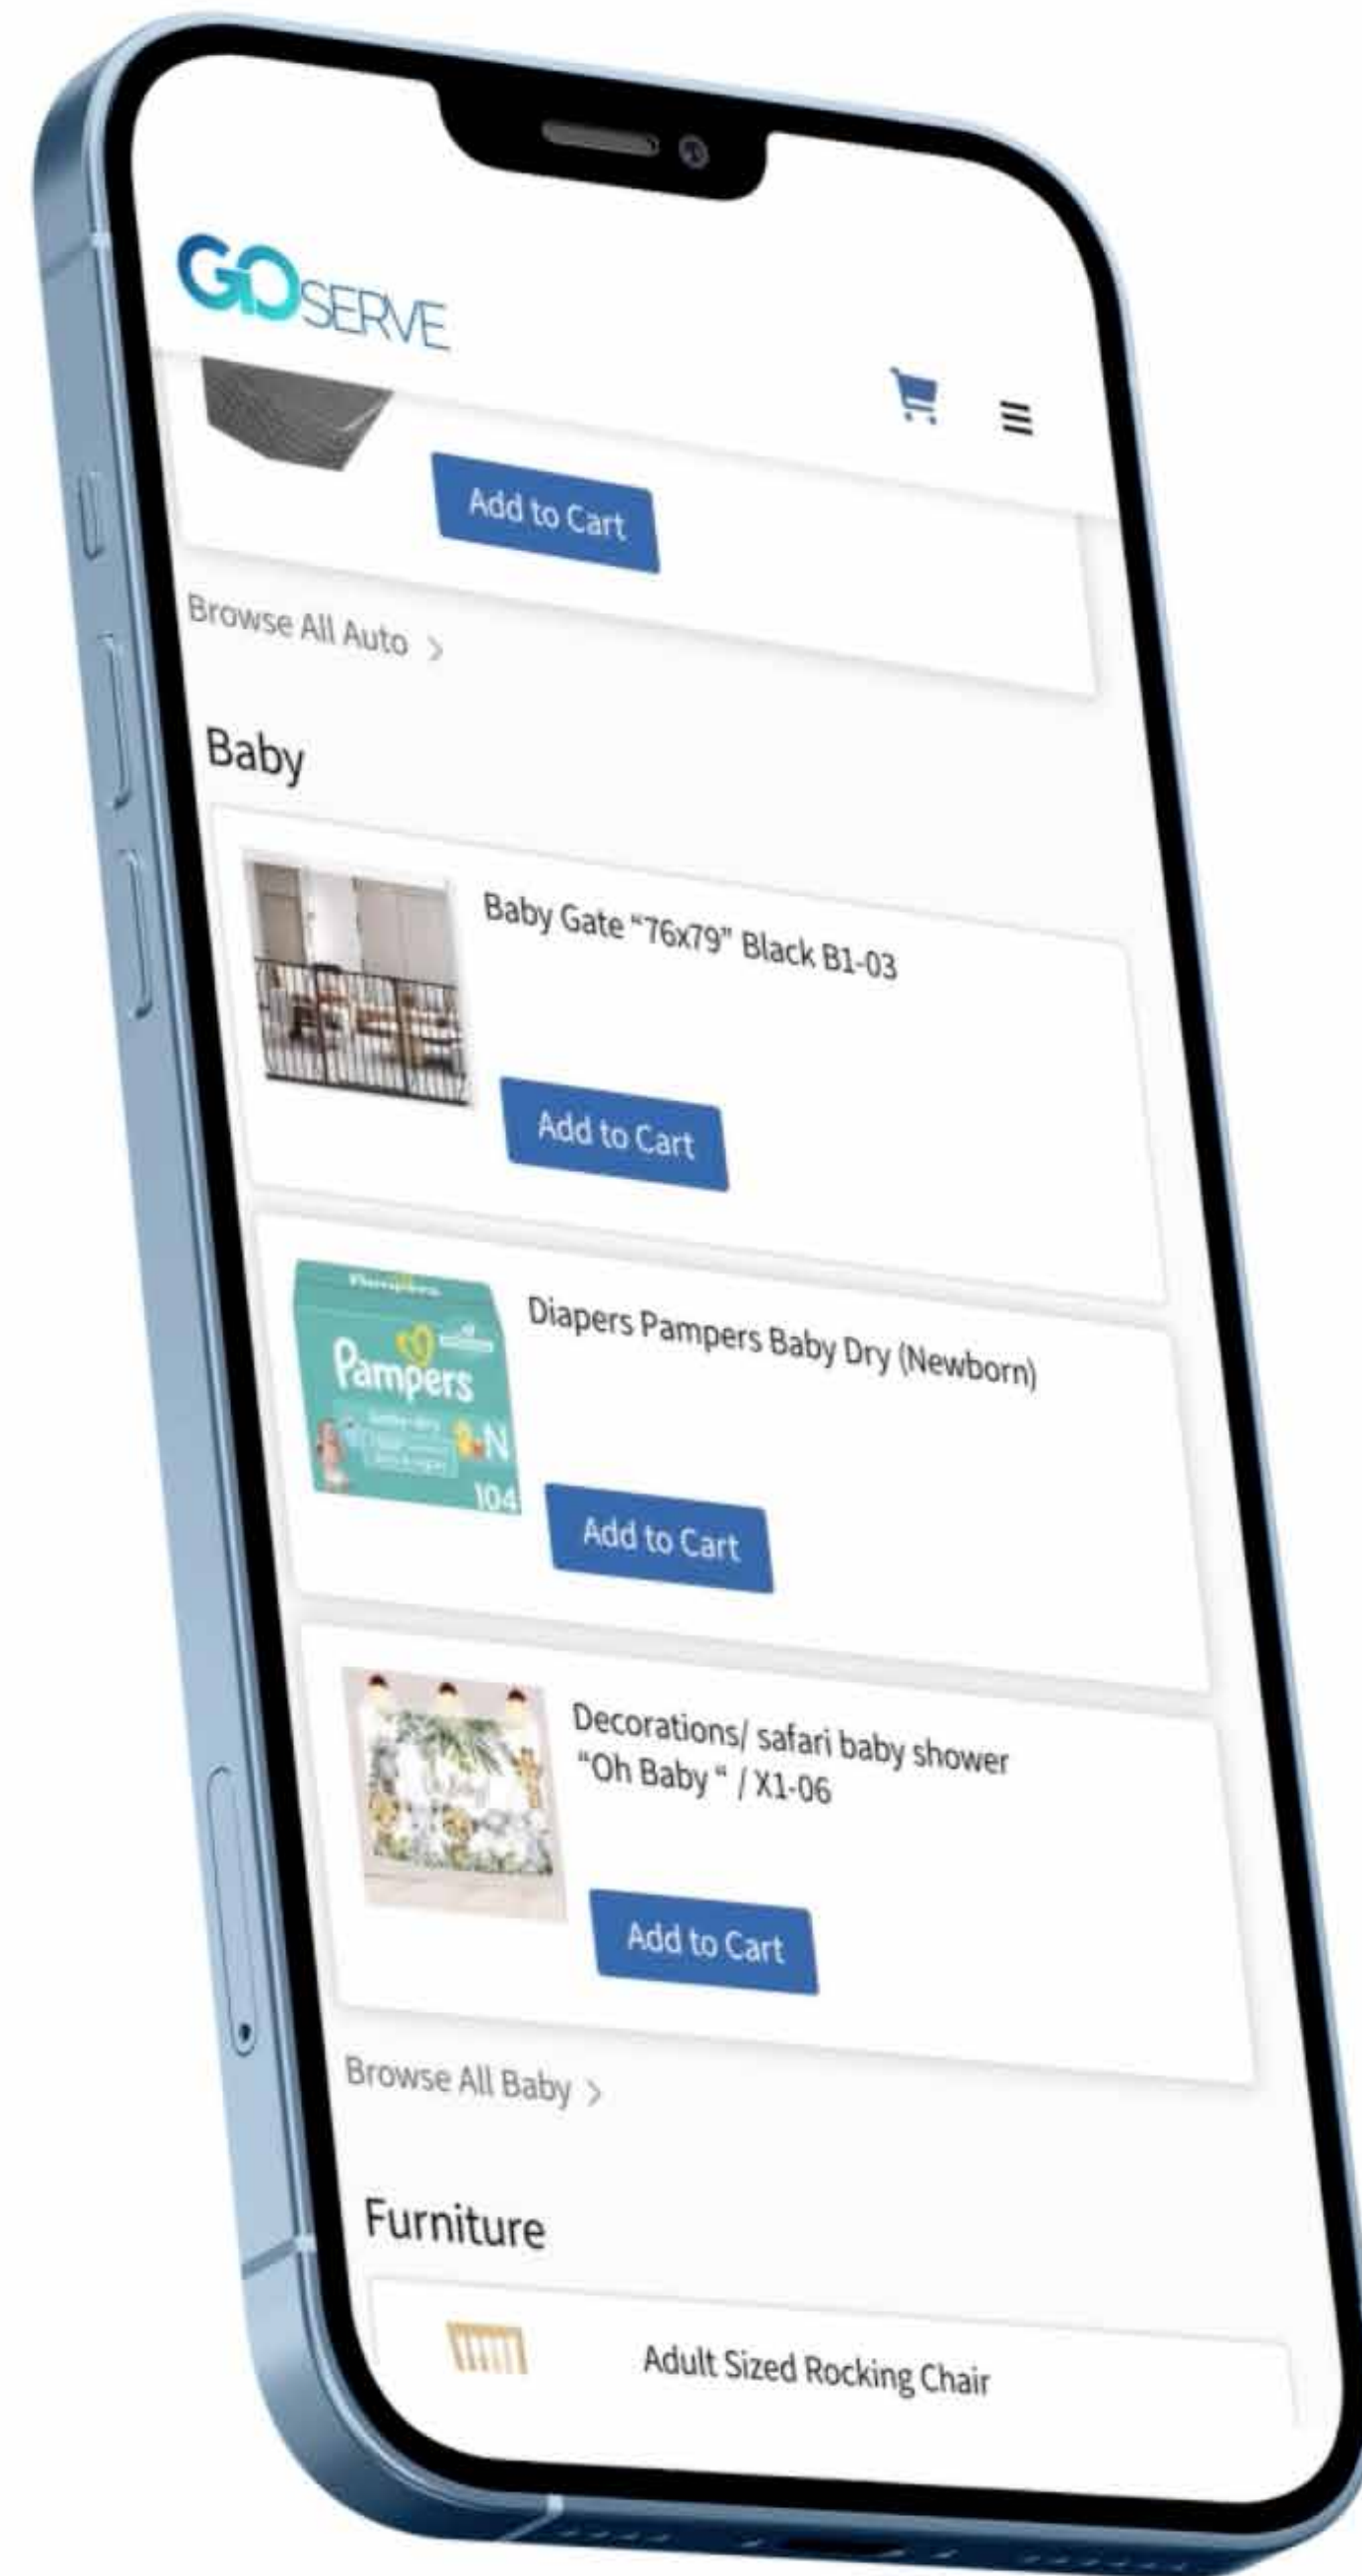 GOSERVE
Add to Cart
Browse All Auto >
Baby
Baby Gate “76x79” Black B1-03
Add to Cart
Pampers
Pampers
N
104
Diapers Pampers Baby Dry (Newborn)
Add to Cart
Decorations/ safari baby shower
“Oh Baby “ / X1-06
Add to Cart
Browse All Baby >
Furniture
Adult Sized Rocking Chair